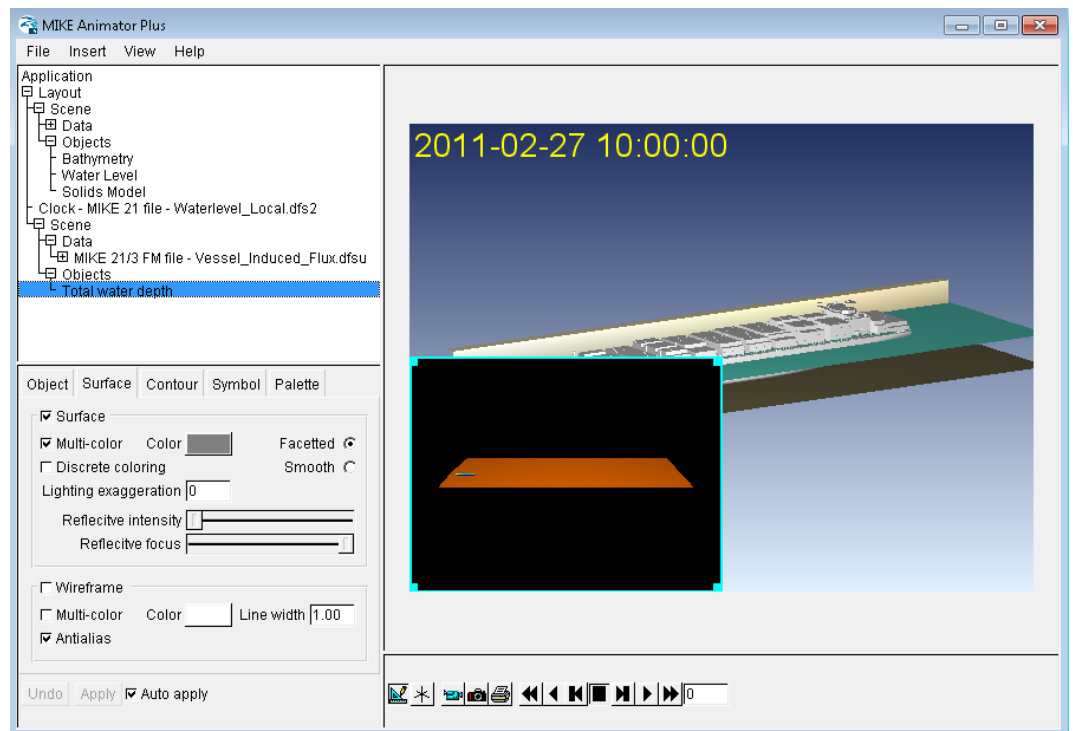 MIKE Animator Plus
File Insert View Help
Application
Layout
Scene
Data
Objects
Bathymetry
Water Level
Solids Model
Clock - MIKE 21 file - Waterlevel_Local.dfs2
Scene
Data
MIKE 21/3 FM file - Vessel_Induced_Flux.dfsu
Objects
Total water depth
2011-02-27 10:00:00
Object Surface Contour Symbol Palette
Surface
Multi-color Color Facetted
Discrete coloring Smooth
Lighting exaggeration 0
Reflecitve intensity
Reflecitve focus
Wireframe
Multi-color Color Line width 1.00
Antialias
Undo Apply Auto apply
0